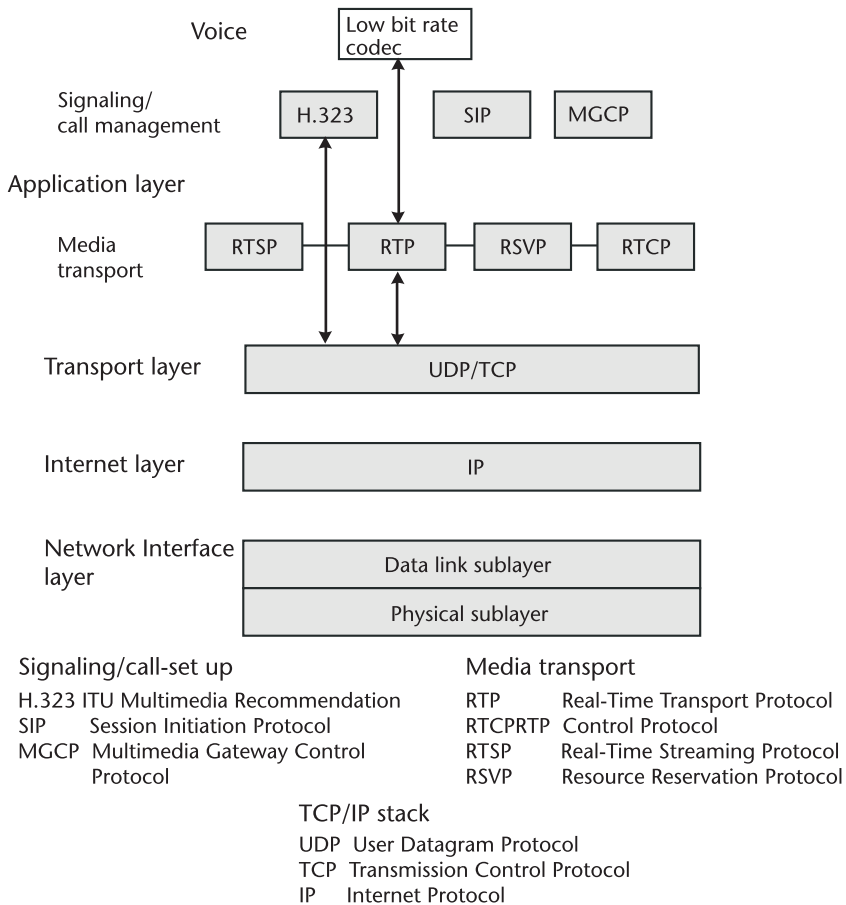 Voice
Low bit rate
codec
Signaling/
call management
H.323
SIP
MGCP
Application layer
Media
transport
RTSP
RTP
RSVP
RTCP
Transport layer
UDP/TCP
Internet layer
IP
Network Interface
layer
Data link sublayer
Physical sublayer
Signaling/call-set up
H.323 ITU Multimedia Recommendation
SIP Session Initiation Protocol
MGCP Multimedia Gateway Control
Protocol
Media transport
RTP Real-Time Transport Protocol
RTCPRTP Control Protocol
RTSP Real-Time Streaming Protocol
RSVP Resource Reservation Protocol
TCP/IP stack
UDP User Datagram Protocol
TCP Transmission Control Protocol
IP Internet Protocol